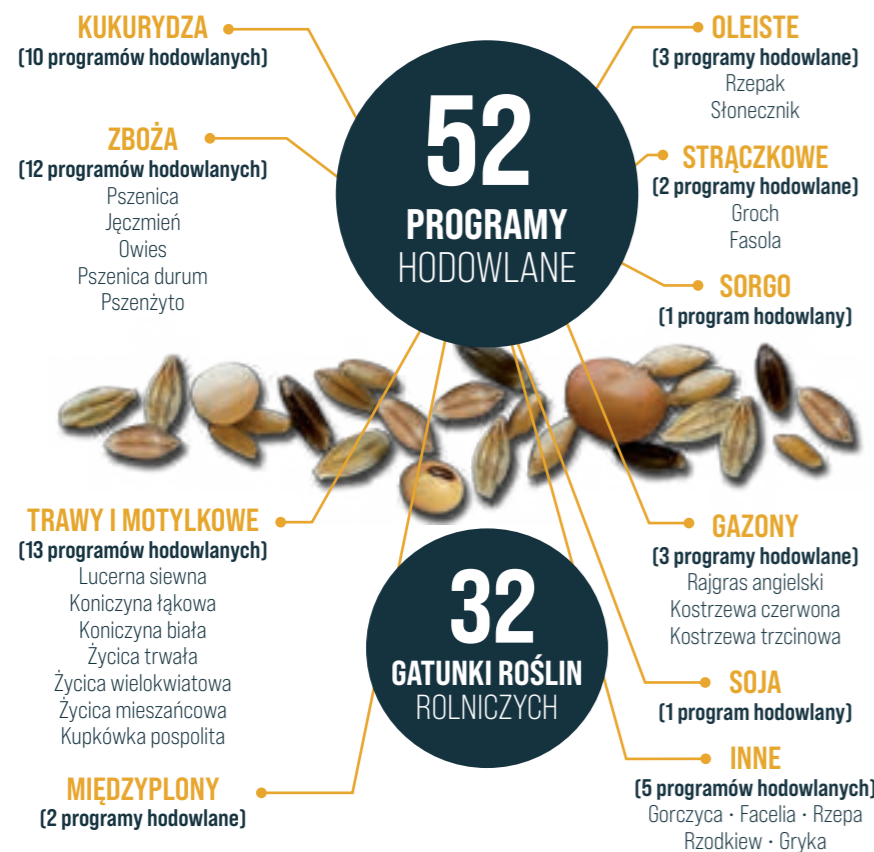 KUKURYDZA
(10 programów hodowlanych)
ZBOŻA
(12 programów hodowlanych)
Pszenica
Jęczmień
Owies
Pszenica durum
Pszenżyto
52
PROGRAMY
HODOWLANE
OLEISTE
(3 programy hodowlane)
Rzepak
Słonecznik
STRĄCZKOWE
(2 programy hodowlane)
Groch
Fasola
SORGO
(1 program hodowlany)
TRAWY I MOTYLKOWE
(13 programów hodowlanych)
Lucerna siewna
Koniczyna łąkowa
Koniczyna biała
Życica trwała
Życica wielokwiatowa
Życica mieszańcowa
Kupkówka pospolita
MIĘDZYPLONY
(2 programy hodowlane)
32
GATUNKI ROŚLIN
ROLNICZYCH
GAZONY
(3 programy hodowlane)
Rajgras angielski
Kostrzewa czerwona
Kostrzewa trzcinowa
SOJA
(1 program hodowlany)
INNE
(5 programów hodowlanych)
Gorczyca · Facelia · Rzepa
Rzodkiew · Gryka